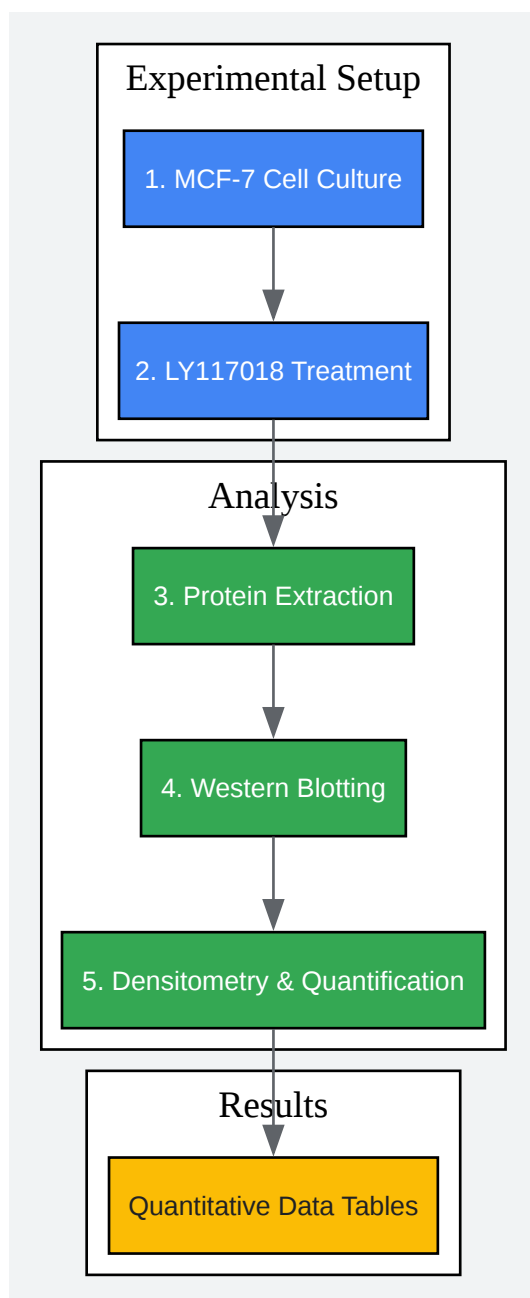 Experimental Setup
1. MCF-7 Cell Culture
2. LY117018 Treatment
Analysis
3. Protein Extraction
4. Western Blotting
5. Densitometry & Quantification
Results
Quantitative Data Tables